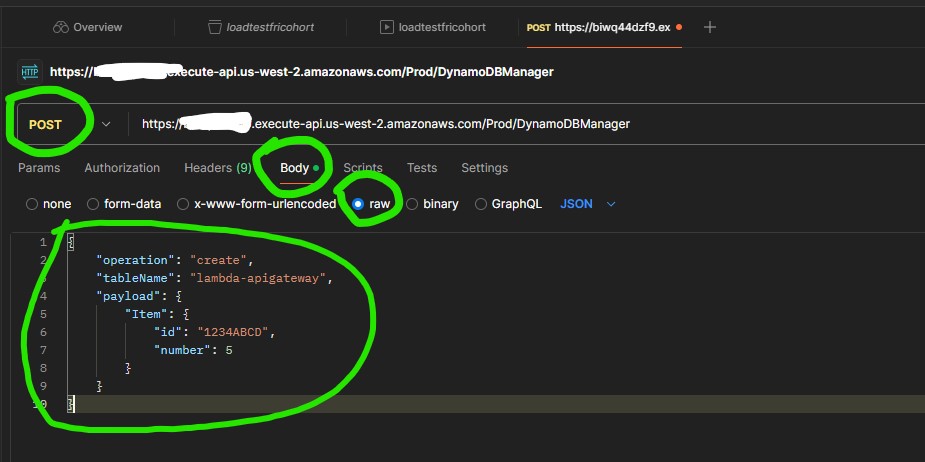 Overview loadtestfricohort loadtestfricohort POST https://biwq44dzf9.ex
HTTP https:// execute-api.us-west-2.amazonaws.com/Prod/DynamoDBManager
POST https:// .execute-api.us-west-2.amazonaws.com/Prod/DynamoDBManager
Params Authorization Headers (9) Body Scripts Tests Settings
none form-data x-www-form-urlencoded raw binary GraphQL JSON
1 {
2 "operation": "create",
3 "tableName": "lambda-apigateway",
4 "payload": {
5 "Item": {
6 "id": "1234ABCD",
7 "number": 5
8 }
9 }
10 }